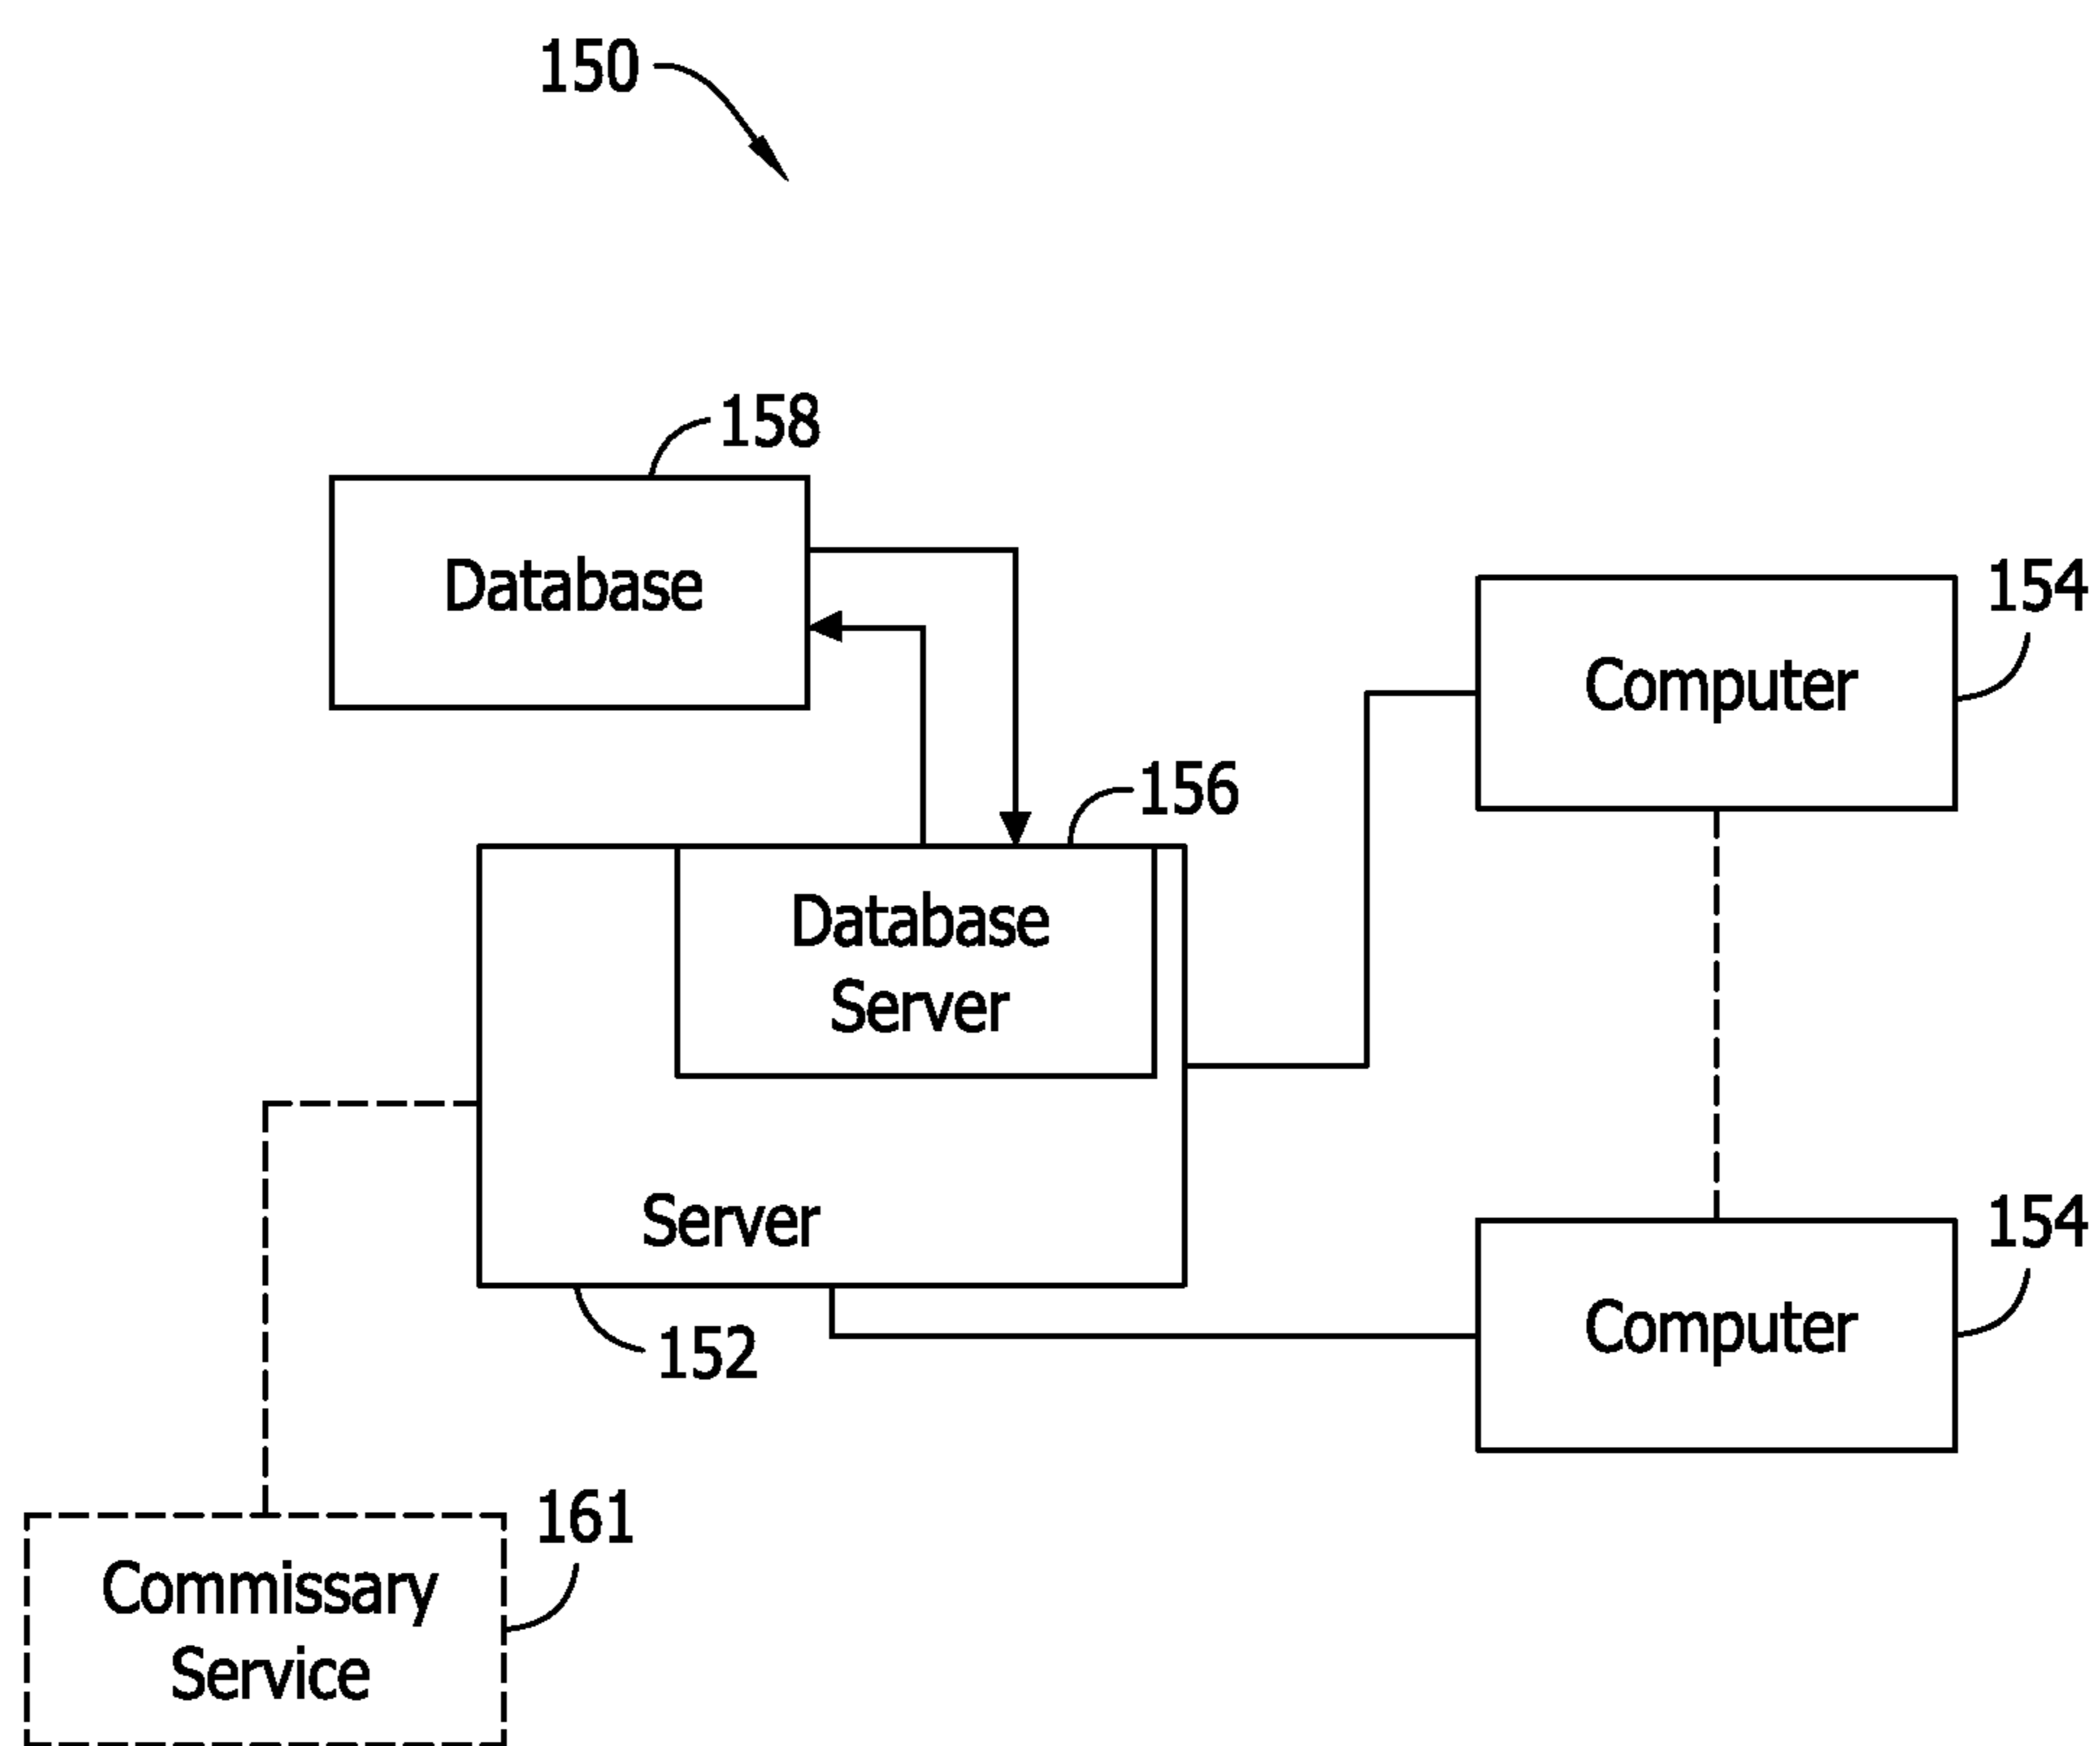 150
158
Database
154
Computer
156
Database
Server
Server
152
154
Computer
161
Commissary
Service